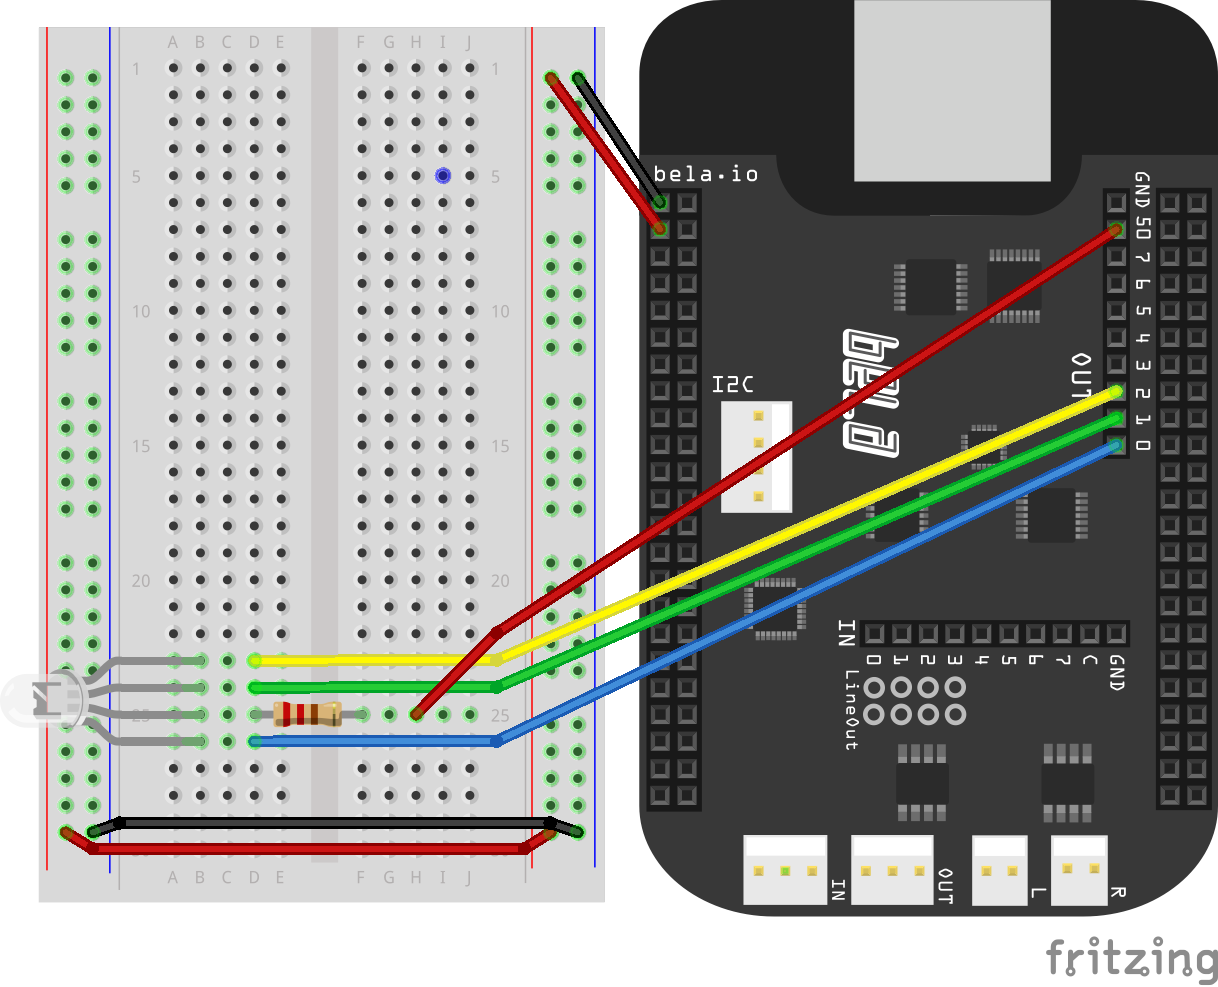 A B C D E F G H I J
1 1
5 5
10 10
15 15
20 20
25 25
A B C D E F G H I J
bela.io
GND
50
7
6
5
4
3
2
1
0
OUT
bela
I2C
IN
0 1 2 3 4 5 6 7 C GND
LineOut
IN
OUT
L
R
fritzing